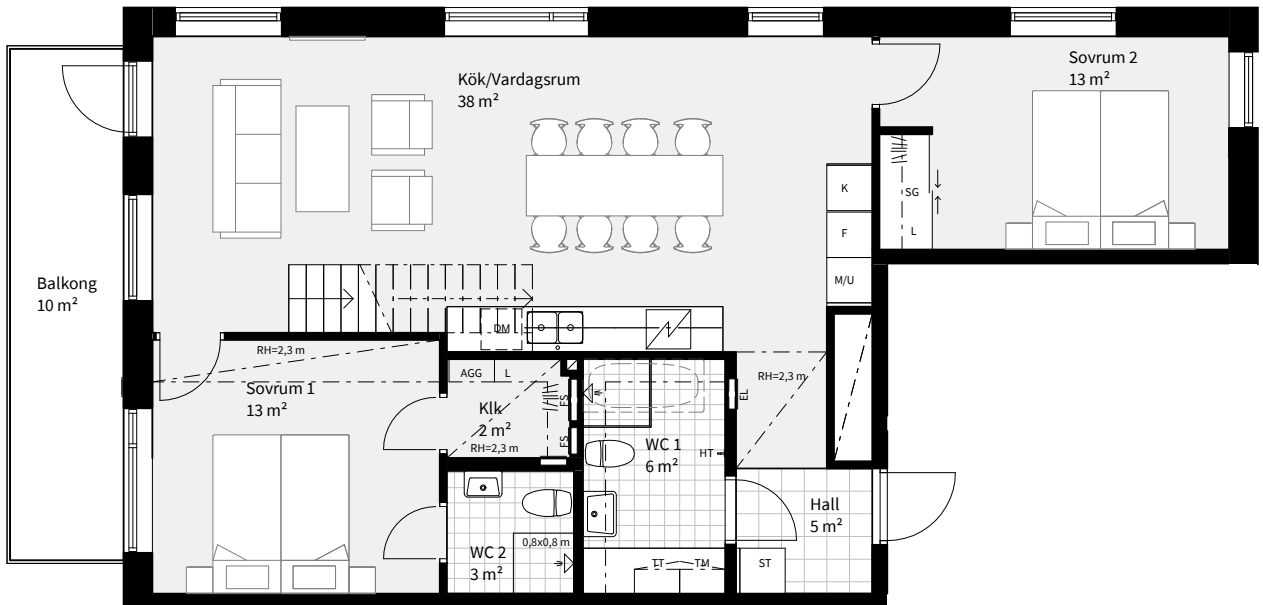 Kök/Vardagsrum
38 m²
Sovrum 2
13 m²
K
SG
F
L
Balkong
10 m²
M/U
DM
RH=2,3 m
AGG
L
RH=2,3 m
Sovrum 1
13 m²
FS
EL
Klk
2 m²
FS
RH=2,3 m
WC 1
6 m²
HT
Hall
5 m²
WC 2
3 m²
0,8x0,8 m
TT
TM
ST